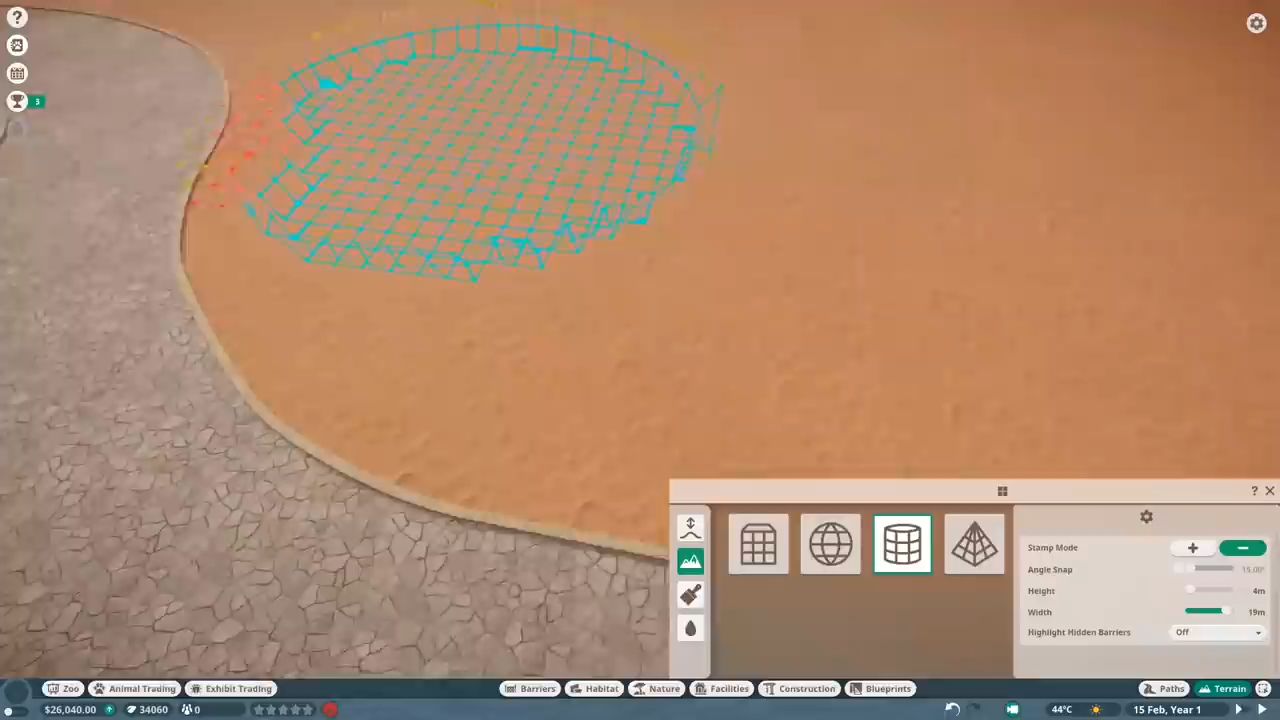 ?
3
? ×
Stamp Mode + −
Angle Snap 15.00°
Height 4m
Width 19m
Highlight Hidden Barriers Off
Zoo Animal Trading Exhibit Trading Barriers Habitat Nature Facilities Construction Blueprints Paths Terrain
$26,040.00 34060 0 44°C 15 Feb, Year 1